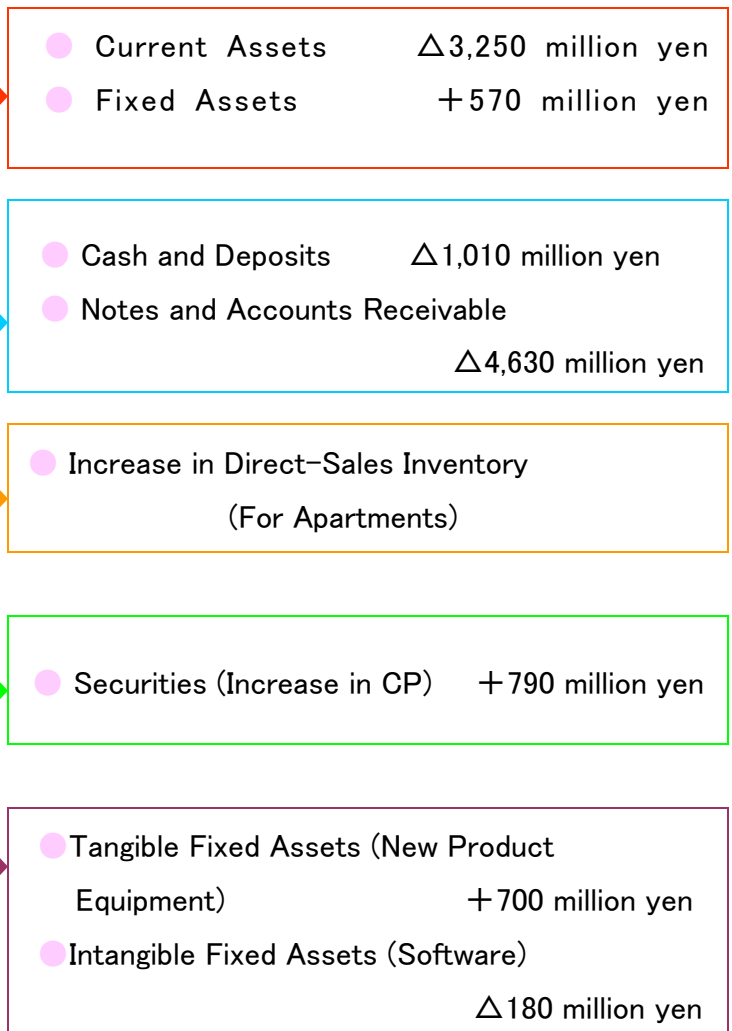 Current Assets △3,250 million yen
Fixed Assets ＋570 million yen
Cash and Deposits △1,010 million yen
Notes and Accounts Receivable
△4,630 million yen
Increase in Direct-Sales Inventory
(For Apartments)
Securities (Increase in CP) ＋790 million yen
Tangible Fixed Assets (New Product
Equipment) ＋700 million yen
Intangible Fixed Assets (Software)
△180 million yen